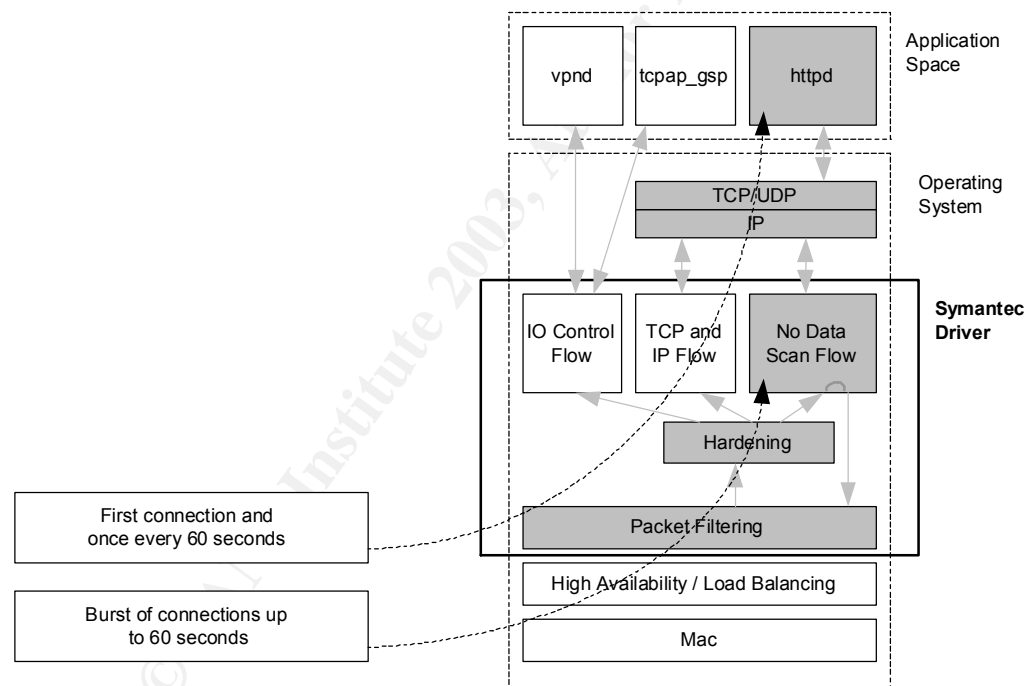 Application
Space
vpnd
tcpap_gsp
httpd
Operating
System
TCP/UDP
IP
Symantec
Driver
IO Control
Flow
TCP and
IP Flow
No Data
Scan Flow
Hardening
First connection and
once every 60 seconds
Packet Filtering
High Availability / Load Balancing
Burst of connections up
to 60 seconds
Mac
© Institute 2003,